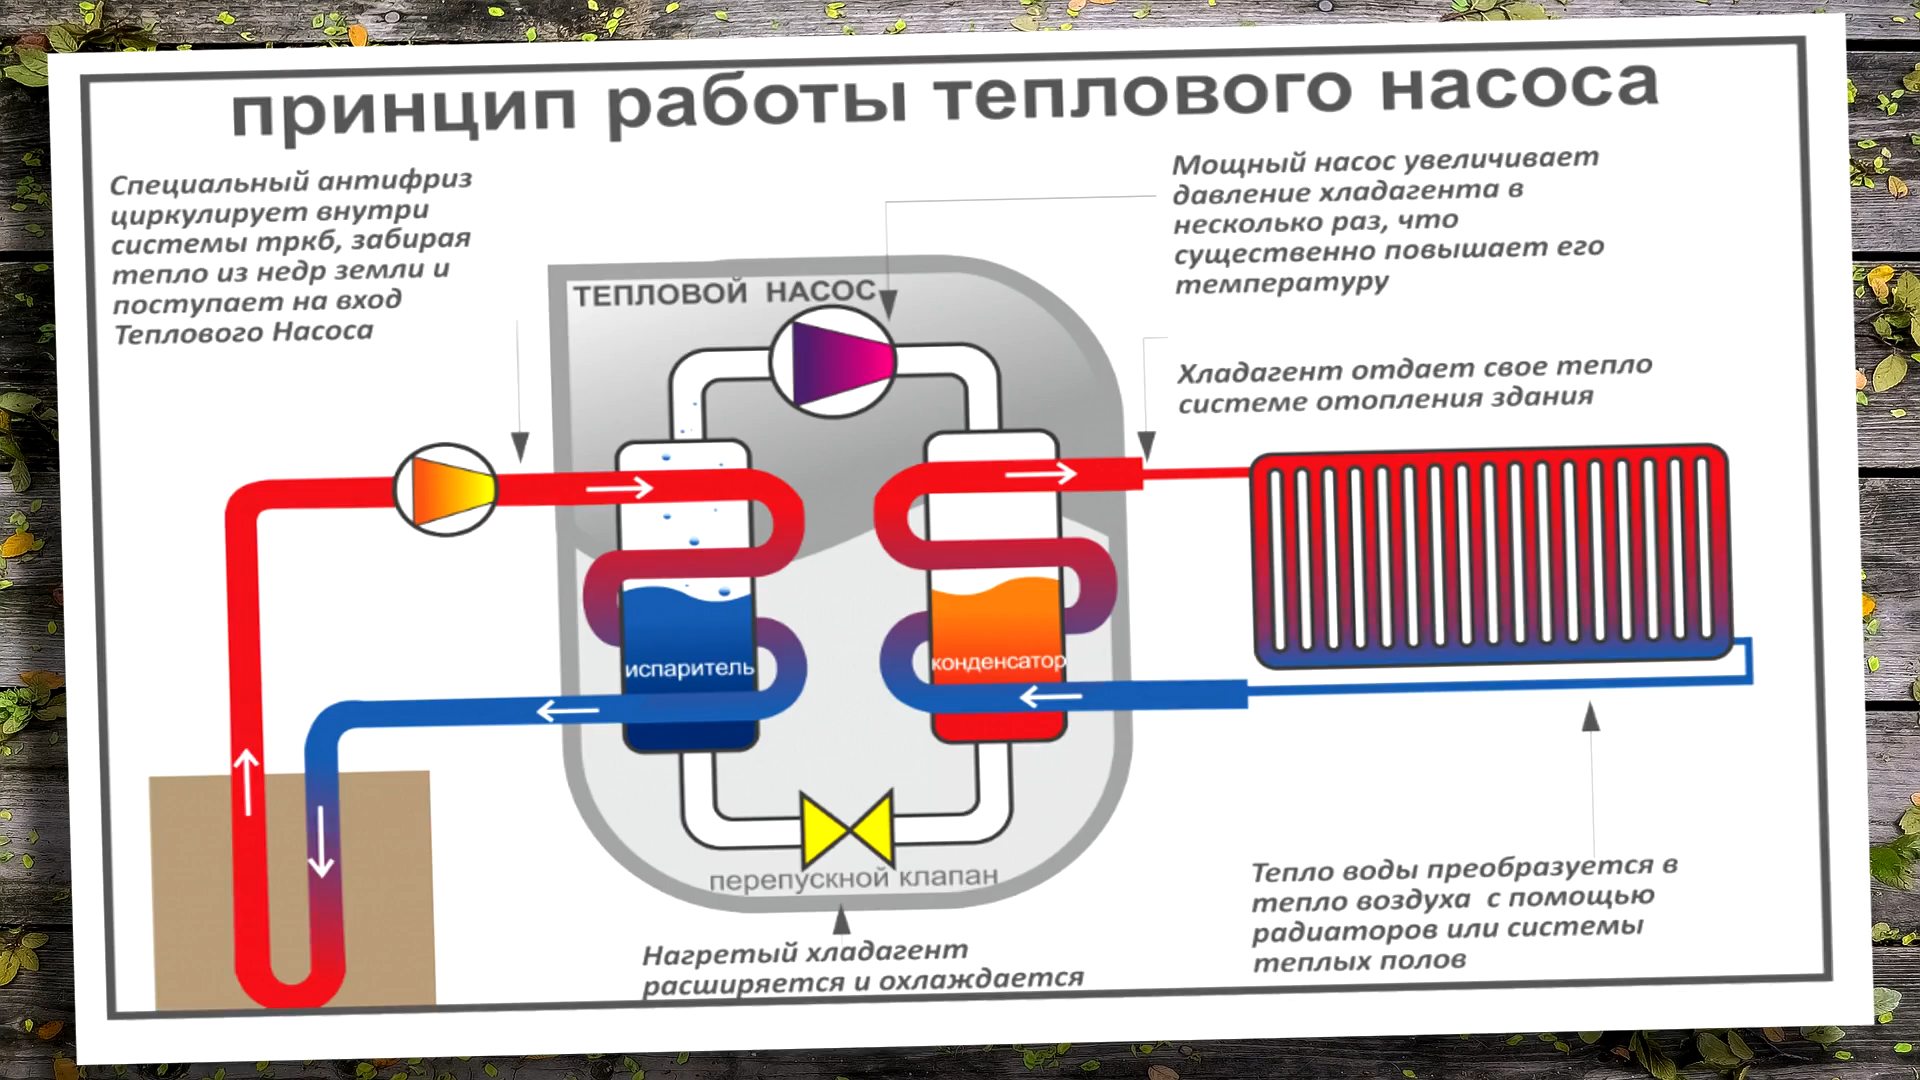 принцип работы теплового насоса
Специальный антифриз
циркулирует внутри
системы тркб, забирая
тепло из недр земли и
поступает на вход
Теплового Насоса
Мощный насос увеличивает
давление хладагента в
несколько раз, что
существенно повышает его
температуру
ТЕПЛОВОЙ НАСОС
Хладагент отдает свое тепло
системе отопления здания
испаритель
конденсатор
перепускной клапан
Нагретый хладагент
расширяется и охлаждается
Тепло воды преобразуется в
тепло воздуха с помощью
радиаторов или системы
теплых полов